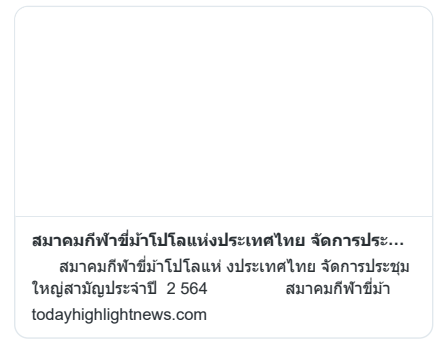 สมาคมกีฬาขี่ม้าโปโลแห่งประเทศไทย จัดการประ...
สมาคมกีฬาขี่ม้าโปโลแห่ งประเทศไทย จัดการประชุม
ใหญ่สามัญประจำปี 2 564 สมาคมกีฬาขี่ม้า
todayhighlightnews.com